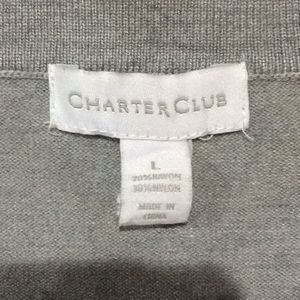 CHARTER CLUB
L
30%NYLON
MADE IN
CHINA